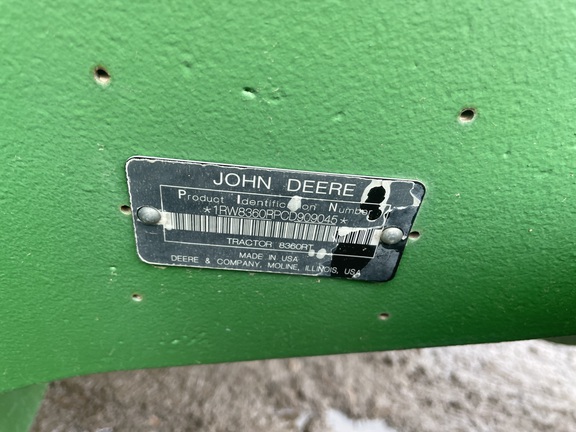 JOHN DEERE
Product Identification Number
*1RW8360RPCD909045*
TRACTOR 8360RT
MADE IN USA
DEERE & COMPANY, MOLINE, ILLINOIS, USA